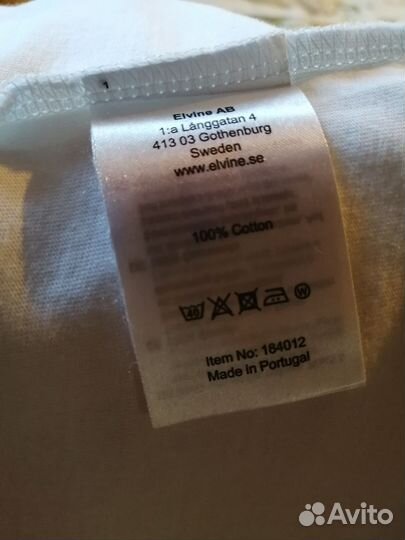 1
Elvine AB
1:a Långgatan 4
413 03 Gothenburg
Sweden
www.elvine.se
100% Cotton
40 W
Item No: 184012
Made in Portugal
Avito